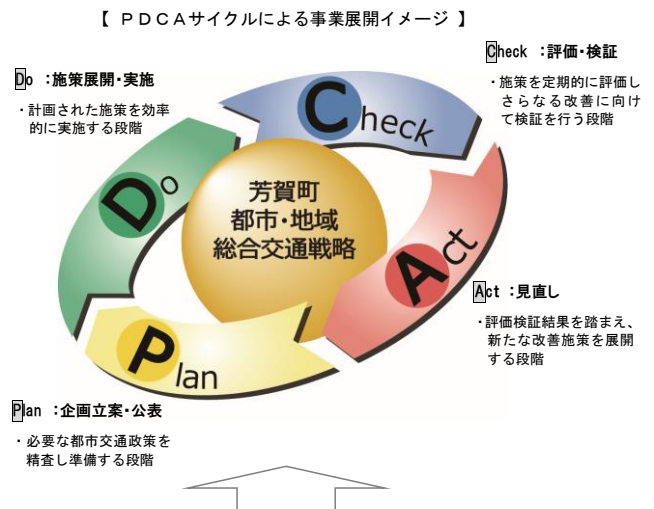 【 ＰＤＣＡサイクルによる事業展開イメージ 】
Check ：評価・検証
・施策を定期的に評価し
さらなる改善に向け
て検証を行う段階
Do ：施策展開・実施
・計画された施策を効率
的に実施する段階
Check
Do
芳賀町
都市・地域
総合交通戦略
Act
Plan
Act ：見直し
・評価検証結果を踏まえ、
新たな改善施策を展開
する段階
Plan ：企画立案・公表
・必要な都市交通政策を
精査し準備する段階